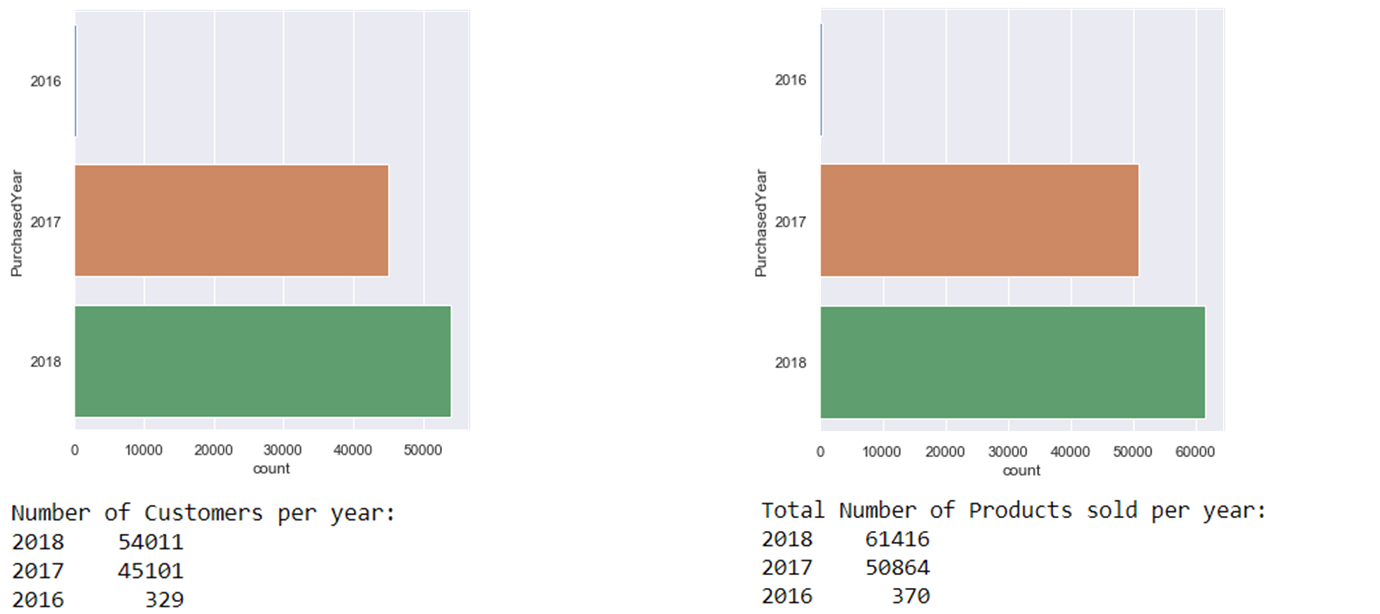 PurchasedYear
2016
2017
2018
0 10000 20000 30000 40000 50000
count
Number of Customers per year:
2018 54011
2017 45101
2016 329
PurchasedYear
2016
2017
2018
0 10000 20000 30000 40000 50000 60000
count
Total Number of Products sold per year:
2018 61416
2017 50864
2016 370